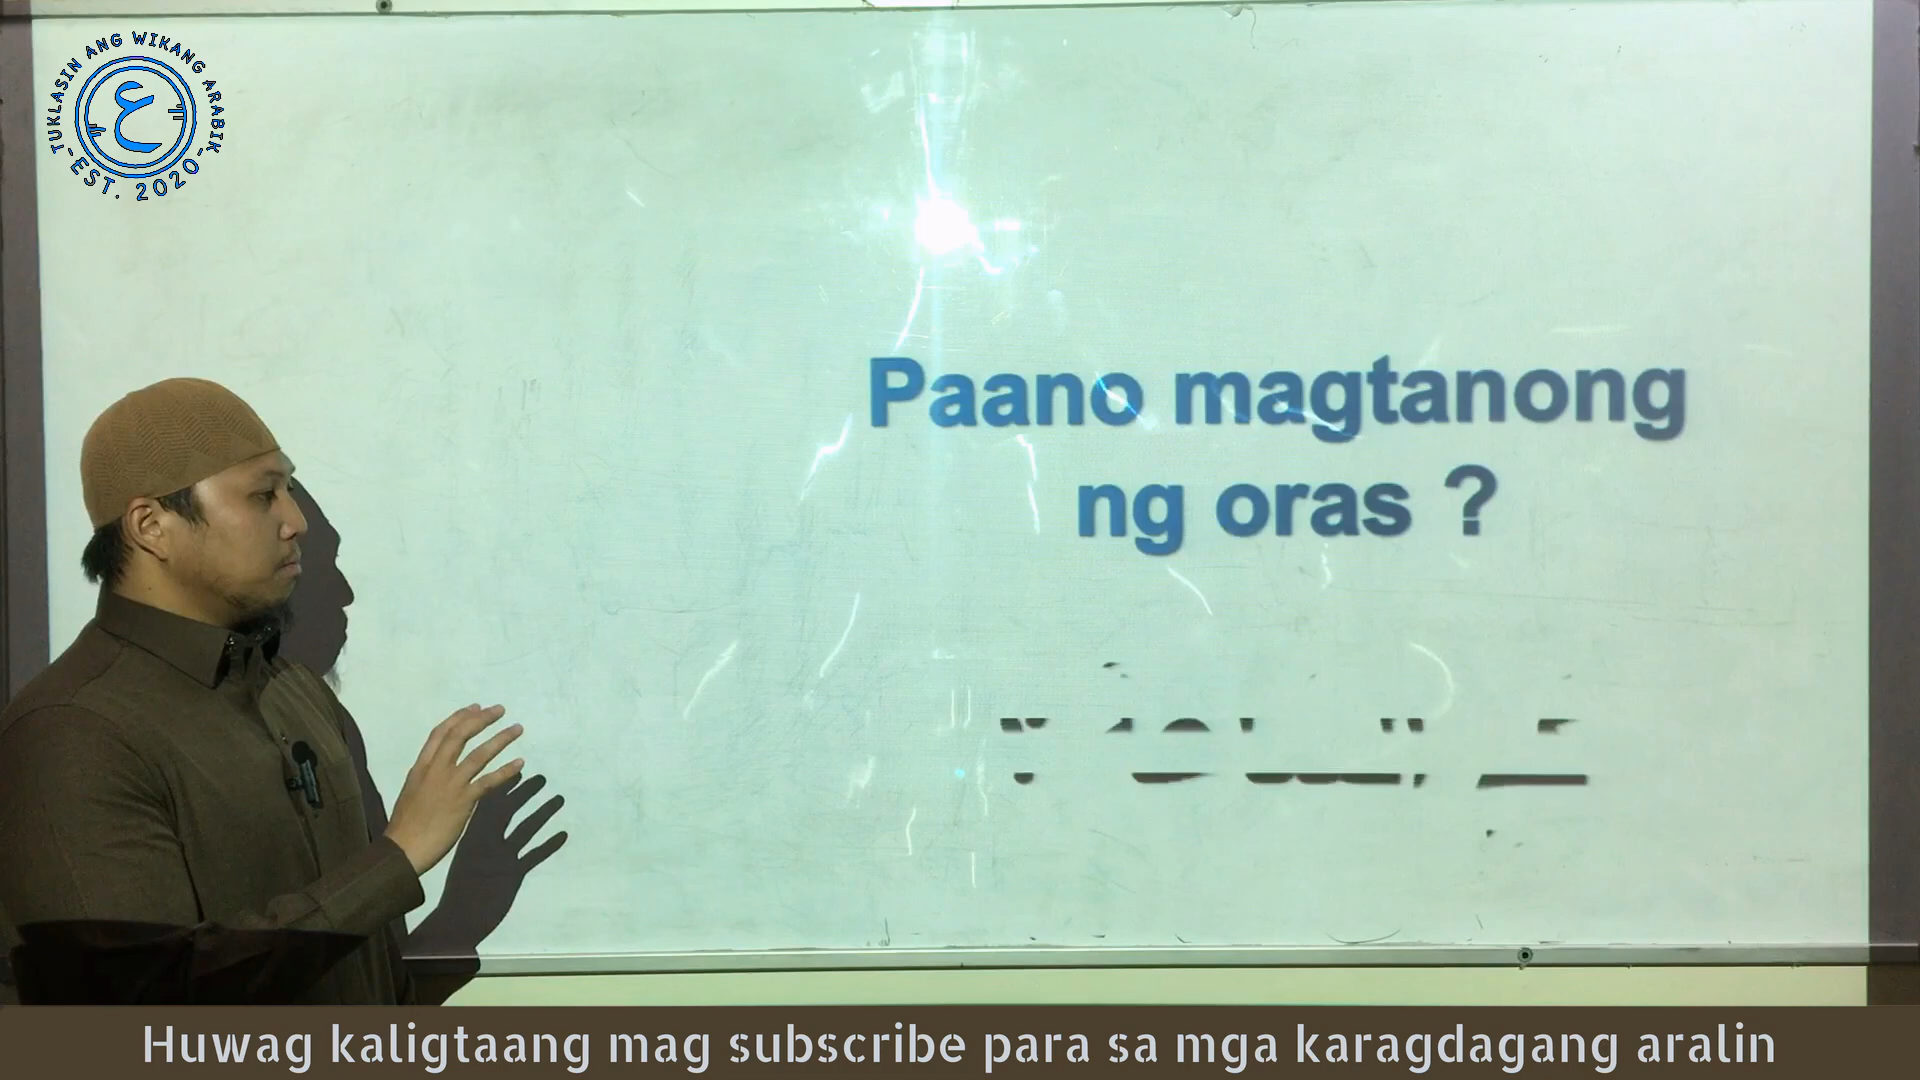 TUKLASIN ANG WIKANG ARABIK
ع
-EST. 2020-
Paano magtanong
ng oras ?
Huwag kaligtaang mag subscribe para sa mga karagdagang aralin